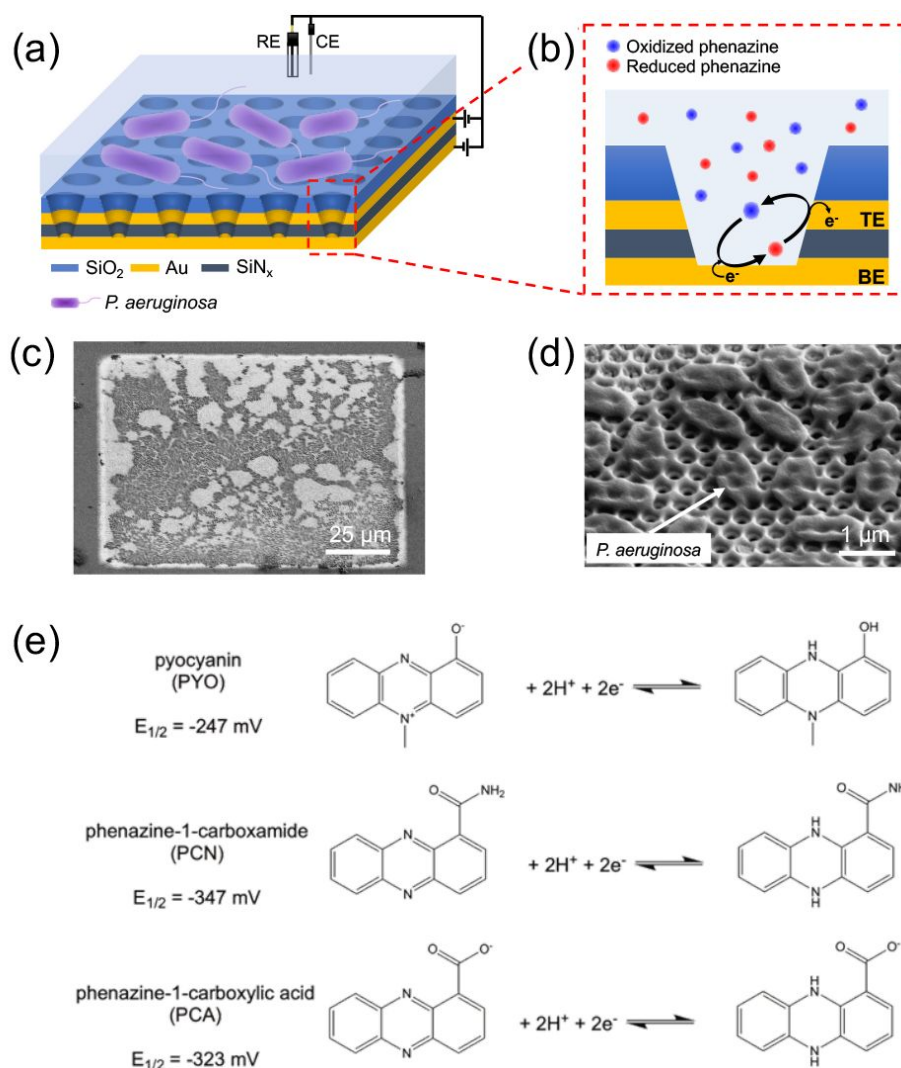 (a)
RE
CE
SiO₂
Au
SiNₓ
P. aeruginosa
(b)
Oxidized phenazine
Reduced phenazine
e⁻
TE
e⁻
BE
(c)
25 µm
(d)
P. aeruginosa
1 µm
(e)
pyocyanin
(PYO)
E₁/₂ = -247 mV
O⁻
N
N⁺
+ 2H⁺ + 2e⁻
OH
H
N
N
phenazine-1-carboxamide
(PCN)
E₁/₂ = -347 mV
O
NH₂
N
N
+ 2H⁺ + 2e⁻
O
H
N
N
H
phenazine-1-carboxylic acid
(PCA)
E₁/₂ = -323 mV
O
O⁻
N
N
+ 2H⁺ + 2e⁻
O
O⁻
H
N
N
H